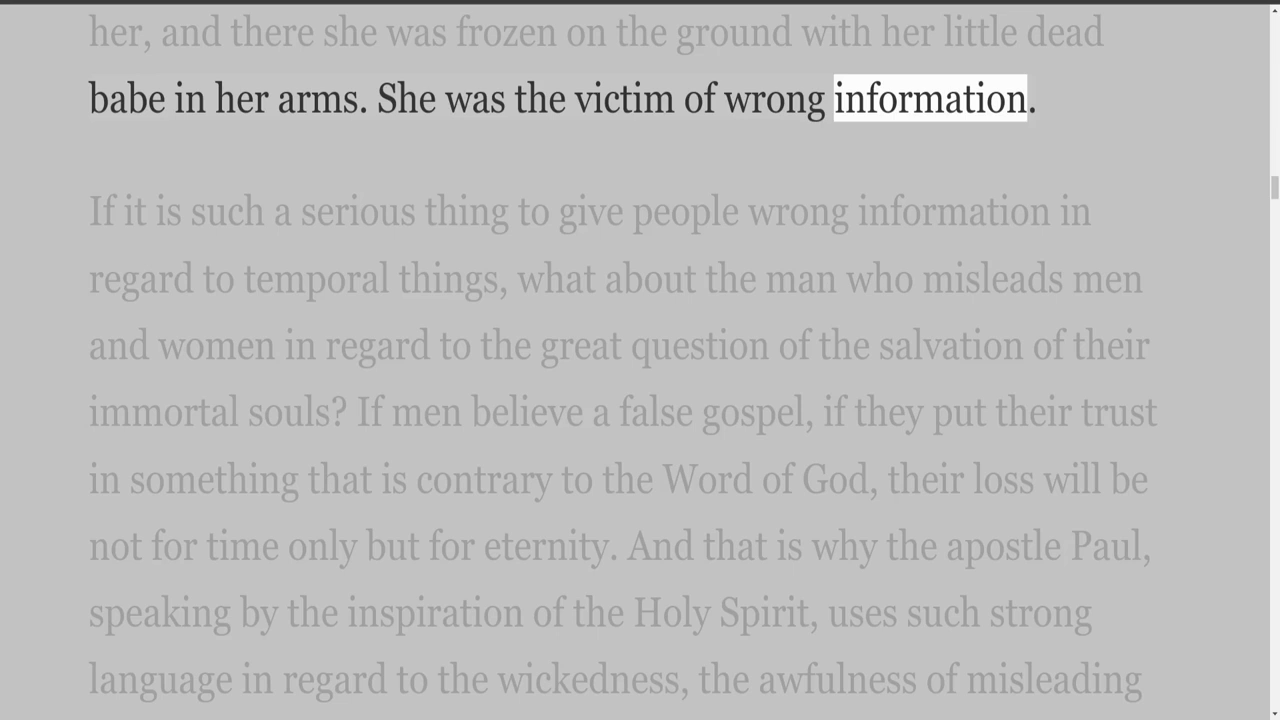 her, and there she was frozen on the ground with her little dead
babe in her arms. She was the victim of wrong information.
If it is such a serious thing to give people wrong information in
regard to temporal things, what about the man who misleads men
and women in regard to the great question of the salvation of their
immortal souls? If men believe a false gospel, if they put their trust
in something that is contrary to the Word of God, their loss will be
not for time only but for eternity. And that is why the apostle Paul,
speaking by the inspiration of the Holy Spirit, uses such strong
language in regard to the wickedness, the awfulness of misleading